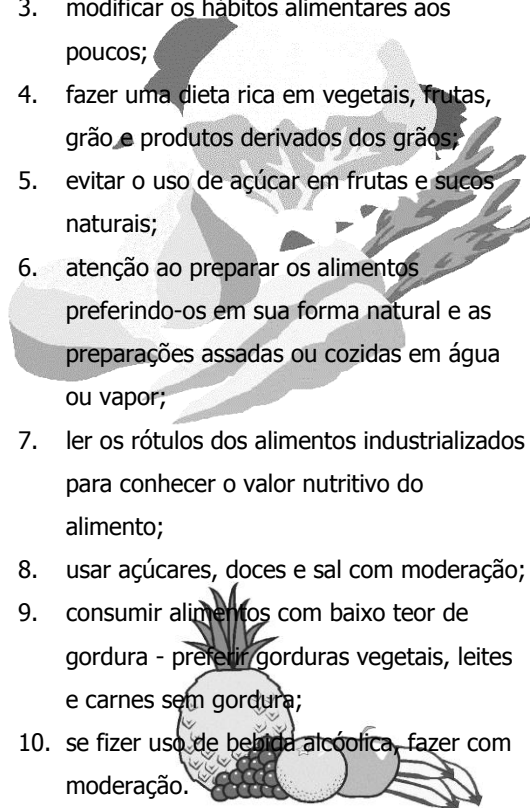 3. modificar os hábitos alimentares aos
poucos;
4. fazer uma dieta rica em vegetais, frutas,
grão e produtos derivados dos grãos;
5. evitar o uso de açúcar em frutas e sucos
naturais;
6. atenção ao preparar os alimentos
preferindo-os em sua forma natural e as
preparações assadas ou cozidas em água
ou vapor;
7. ler os rótulos dos alimentos industrializados
para conhecer o valor nutritivo do
alimento;
8. usar açúcares, doces e sal com moderação;
9. consumir alimentos com baixo teor de
gordura - preferir gorduras vegetais, leites
e carnes sem gordura;
10. se fizer uso de bebida alcóolica, fazer com
moderação.